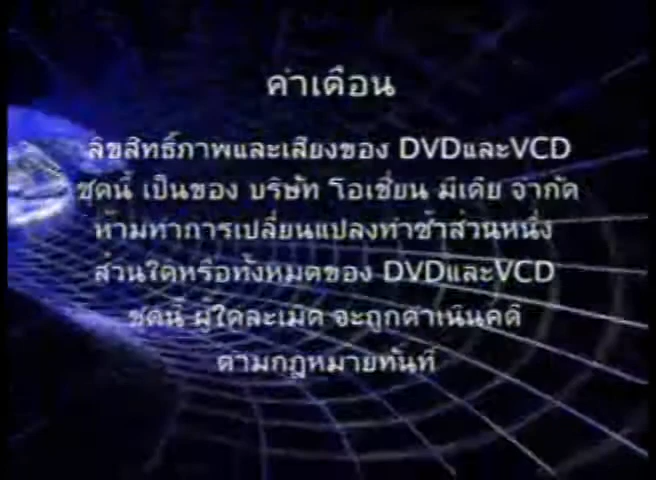 คำเตือน
ลิขสิทธิ์ภาพและเสียงของ DVDและVCD
ชุดนี้ เป็นของ บริษัท โอเชี่ยน มีเดีย จำกัด
ห้ามทำการเปลี่ยนแปลงทำซ้ำส่วนหนึ่ง
ส่วนใดหรือทั้งหมดของ DVDและVCD
ชุดนี้ ผู้ใดละเมิด จะถูกดำเนินคดี
ตามกฎหมายทันที